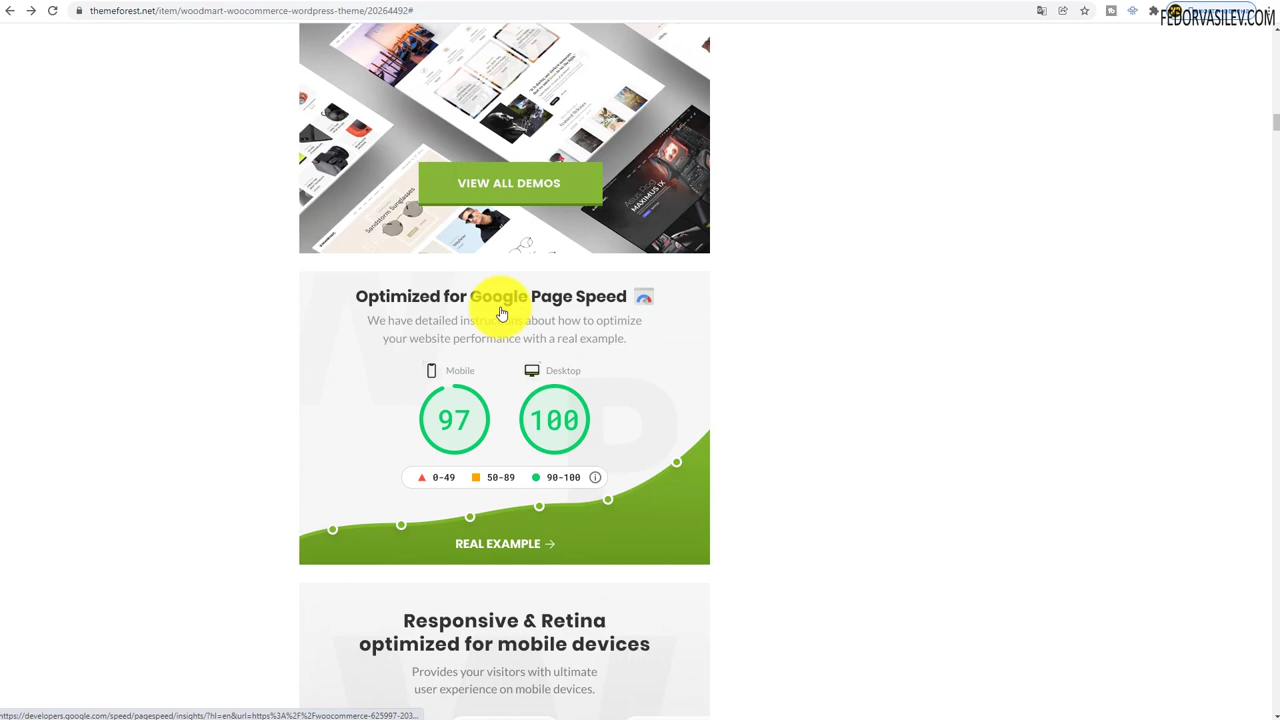 themeforest.net/item/woodmart-woocommerce-wordpress-theme/20264492#
FEDORVASILEV.COM
Sandstorm Sunglasses
MAXIMUS IX
VIEW ALL DEMOS
Optimized for Google Page Speed
We have detailed instructions about how to optimize
your website performance with a real example.
Mobile
Desktop
97
100
0-49
50-89
90-100
REAL EXAMPLE
Responsive & Retina
optimized for mobile devices
Provides your visitors with ultimate
user experience on mobile devices.
https://developers.google.com/speed/pagespeed/insights/?hl=en&url=https%3A%2F%2Fwoocommerce-625997-203...